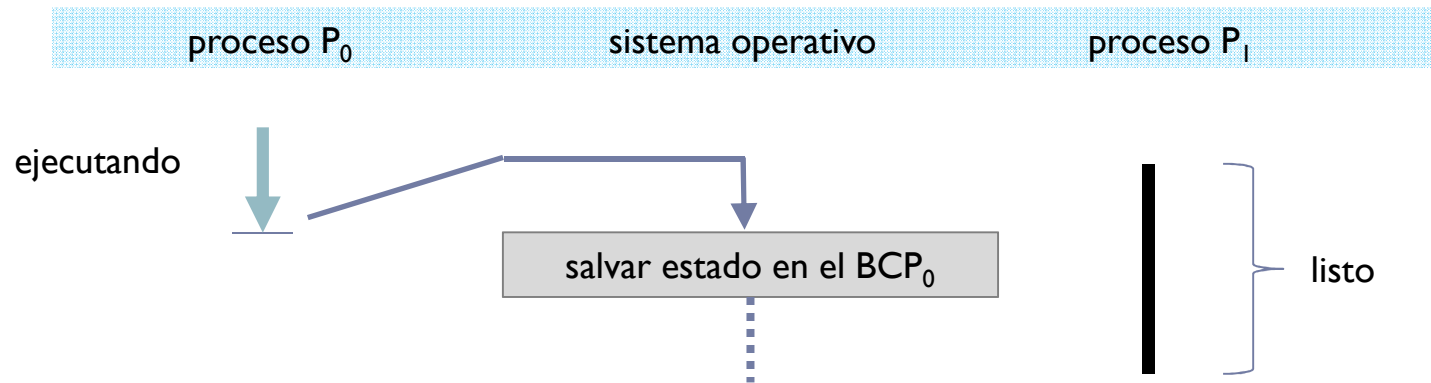 proceso P₀ sistema operativo proceso P₁
ejecutando
salvar estado en el BCP₀
listo